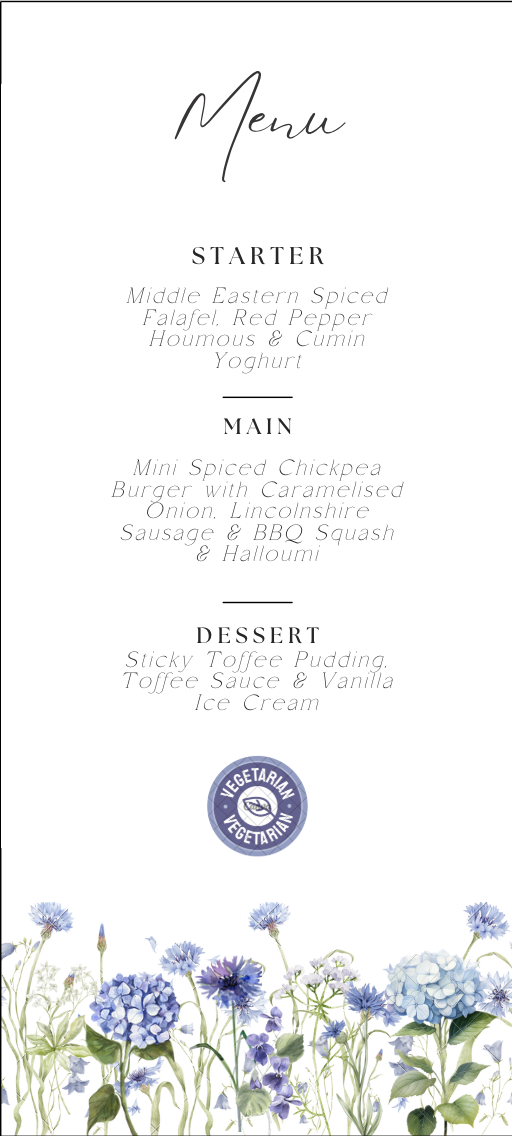 Menu
STARTER
Middle Eastern Spiced
Falafel, Red Pepper
Houmous & Cumin
Yoghurt
MAIN
Mini Spiced Chickpea
Burger with Caramelised
Onion, Lincolnshire
Sausage & BBQ Squash
& Halloumi
DESSERT
Sticky Toffee Pudding,
Toffee Sauce & Vanilla
Ice Cream
VEGETARIAN
VEGETARIAN